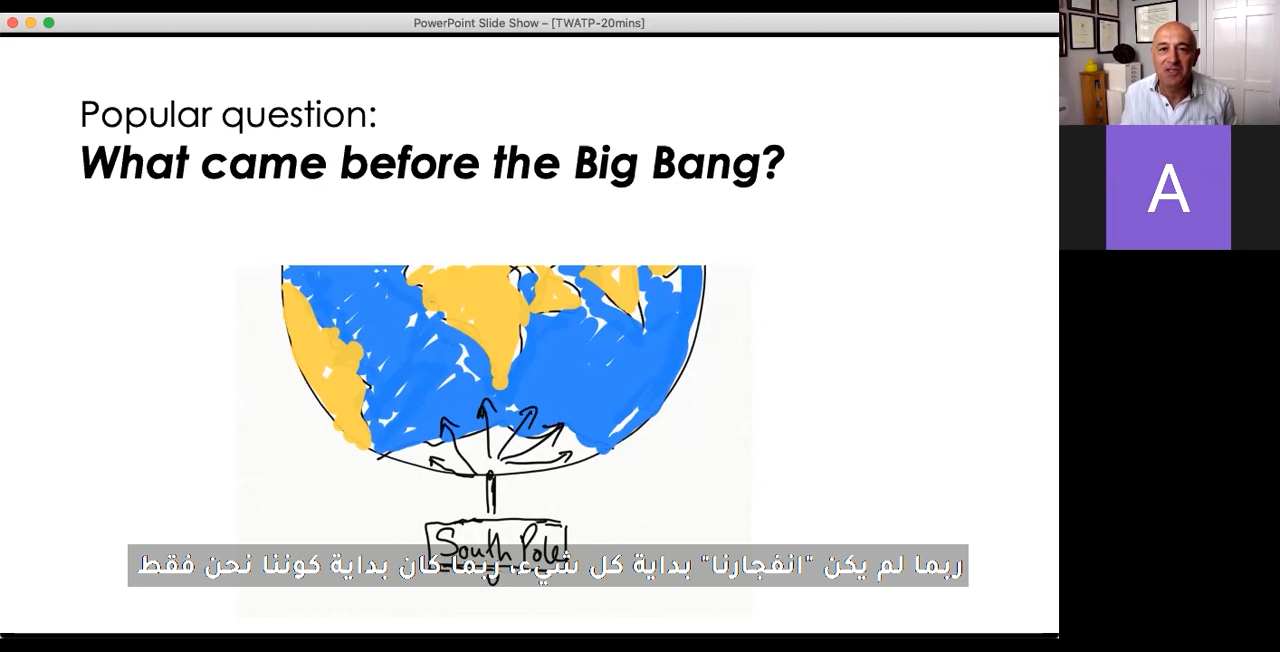 PowerPoint Slide Show – [TWATP-20mins]
Popular question:
What came before the Big Bang?
South Pole
ربما لم يكن "انفجارنا" بداية كل شيء، ربما كان بداية كوننا نحن فقط
A